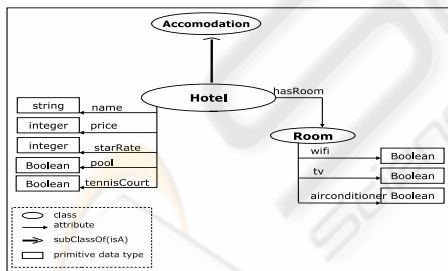 Accomodation
Hotel
hasRoom
string name
integer price
integer starRate
Boolean pool
Boolean tennisCourt
Room
wifi Boolean
tv Boolean
airconditioner Boolean
class
attribute
subClassOf(isA)
primitive data type